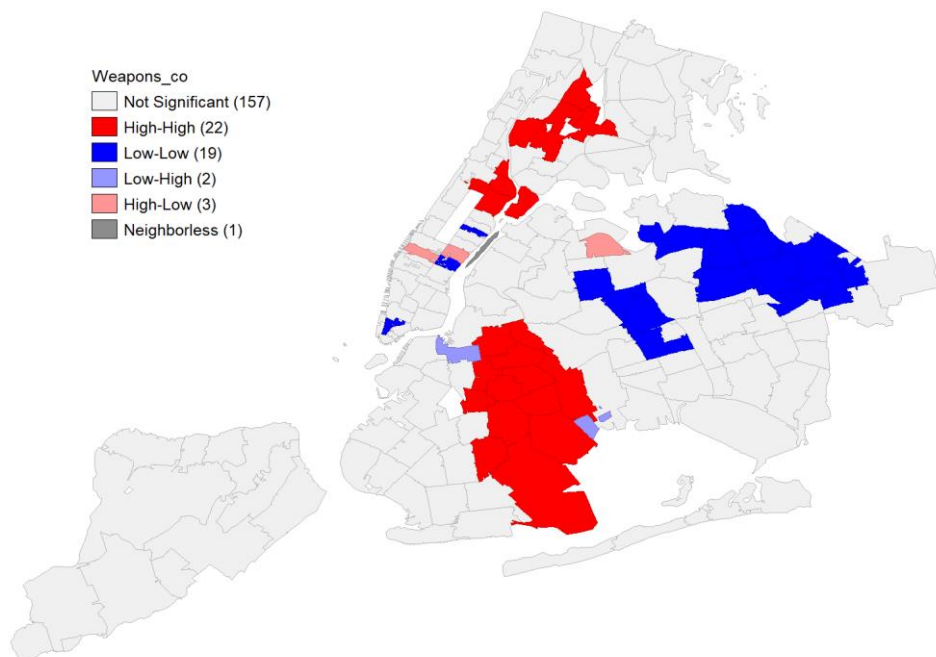 Weapons_co
Not Significant (157)
High-High (22)
Low-Low (19)
Low-High (2)
High-Low (3)
Neighborless (1)